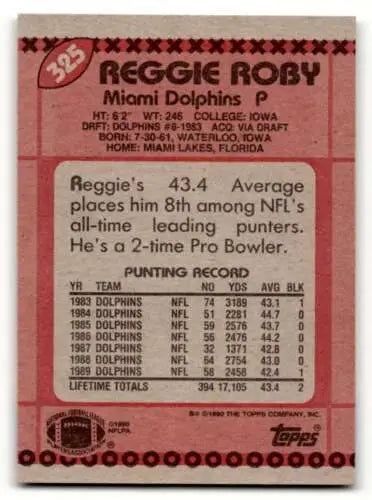 325
REGGIE ROBY
Miami Dolphins P
HT: 6'2" WT: 246 COLLEGE: IOWA
DRFT: DOLPHINS #6-1983 ACQ: VIA DRAFT
BORN: 7-30-61, WATERLOO, IOWA
HOME: MIAMI LAKES, FLORIDA
Reggie's 43.4 Average
places him 8th among NFL's
all-time leading punters.
He's a 2-time Pro Bowler.
PUNTING RECORD
YR TEAM NO YDS AVG BLK
1983 DOLPHINS NFL 74 3189 43.1 1
1984 DOLPHINS NFL 51 2281 44.7 0
1985 DOLPHINS NFL 59 2576 43.7 0
1986 DOLPHINS NFL 56 2476 44.2 0
1987 DOLPHINS NFL 32 1371 42.8 0
1988 DOLPHINS NFL 64 2754 43.0 0
1989 DOLPHINS NFL 58 2458 42.4 1
LIFETIME TOTALS 394 17,105 43.4 2
©1990
NFLPA
B* ©1990 THE TOPPS COMPANY, INC.
Topps